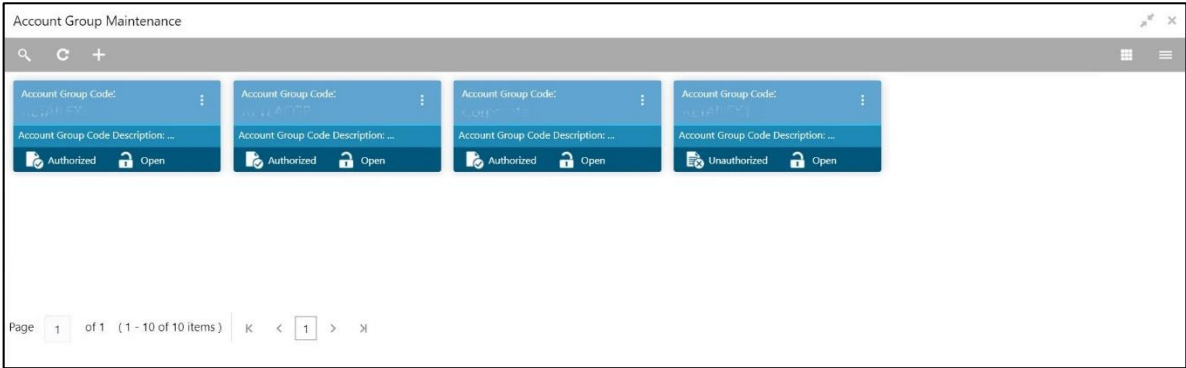 Account Group Maintenance
Account Group Code: Account Group Code: Account Group Code: Account Group Code:
Account Group Code Description: ... Account Group Code Description: ... Account Group Code Description: ... Account Group Code Description: ...
Authorized Open Authorized Open Authorized Open Unauthorized Open
Page 1 of 1 ( 1 - 10 of 10 items ) 1